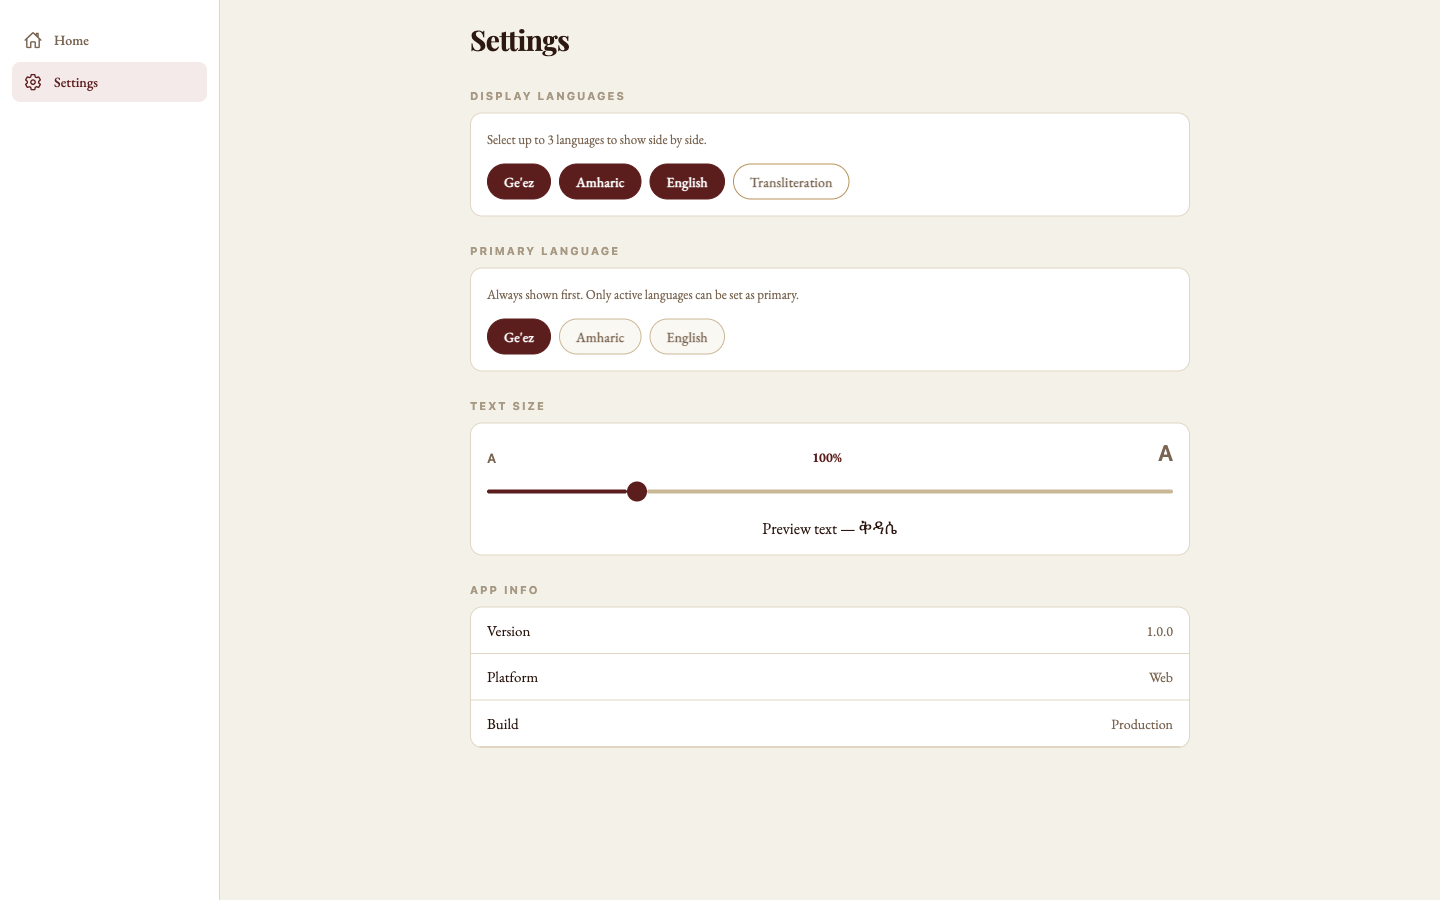 Home
Settings
Settings
DISPLAY LANGUAGES
Select up to 3 languages to show side by side.
Ge'ez Amharic English Transliteration
PRIMARY LANGUAGE
Always shown first. Only active languages can be set as primary.
Ge'ez Amharic English
TEXT SIZE
A 100% A
Preview text — ቅዳሴ
APP INFO
Version 1.0.0
Platform Web
Build Production